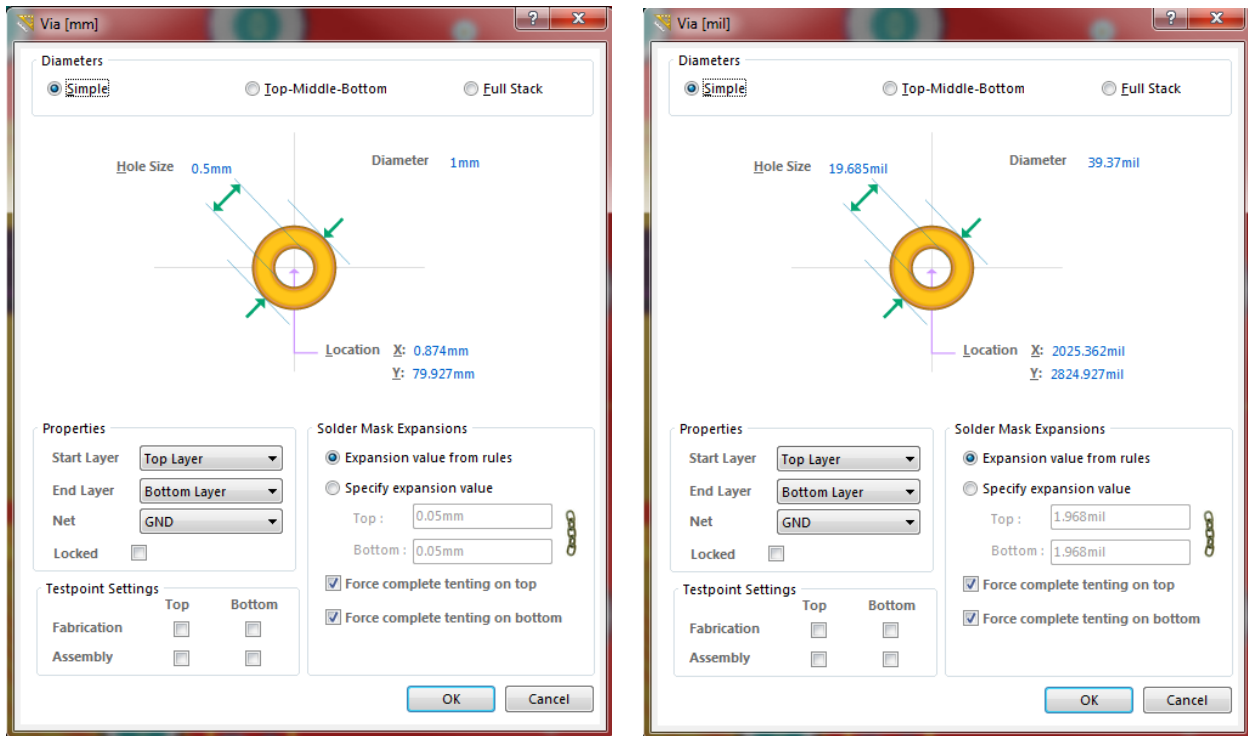 Via [mm]
Diameters
Simple Top-Middle-Bottom Full Stack
Hole Size 0.5mm Diameter 1mm
Location X: 0.874mm
Y: 79.927mm
Properties
Start Layer Top Layer
End Layer Bottom Layer
Net GND
Locked
Solder Mask Expansions
Expansion value from rules
Specify expansion value
Top : 0.05mm
Bottom : 0.05mm
Force complete tenting on top
Force complete tenting on bottom
Testpoint Settings
Top Bottom
Fabrication
Assembly
OK Cancel
Via [mil]
Diameters
Simple Top-Middle-Bottom Full Stack
Hole Size 19.685mil Diameter 39.37mil
Location X: 2025.362mil
Y: 2824.927mil
Properties
Start Layer Top Layer
End Layer Bottom Layer
Net GND
Locked
Solder Mask Expansions
Expansion value from rules
Specify expansion value
Top : 1.968mil
Bottom : 1.968mil
Force complete tenting on top
Force complete tenting on bottom
Testpoint Settings
Top Bottom
Fabrication
Assembly
OK Cancel